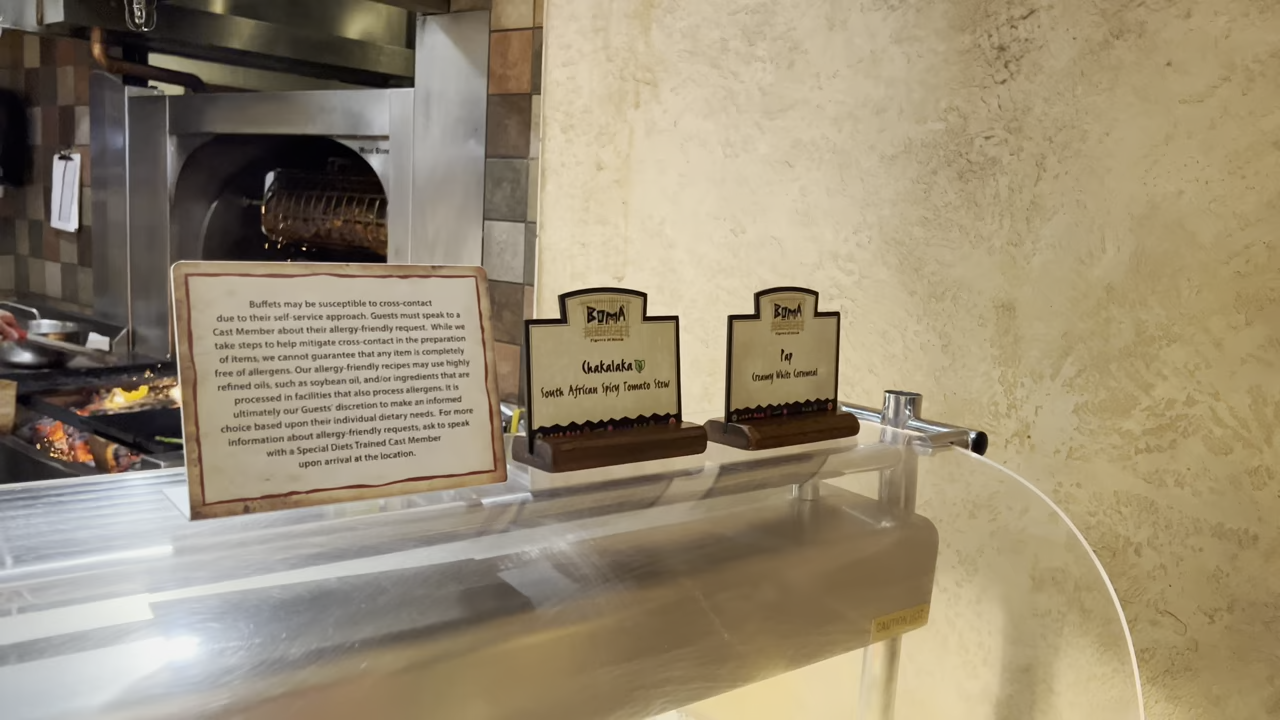 Buffets may be susceptible to cross-contact
due to their self-service approach. Guests must speak to a
Cast Member about their allergy-friendly request. While we
take steps to help mitigate cross-contact in the preparation
of items, we cannot guarantee that any item is completely
free of allergens. Our allergy-friendly recipes may use highly
refined oils, such as soybean oil, and/or ingredients that are
processed in facilities that also process allergens. It is
ultimately our Guests' discretion to make an informed
choice based upon their individual dietary needs. For more
information about allergy-friendly requests, ask to speak
with a Special Diets Trained Cast Member
upon arrival at the location.
BOMA
Chakalaka
South African Spicy Tomato Stew
BOMA
Pap
Creamy White Cornmeal
Wood Stone
CAUTION HOT